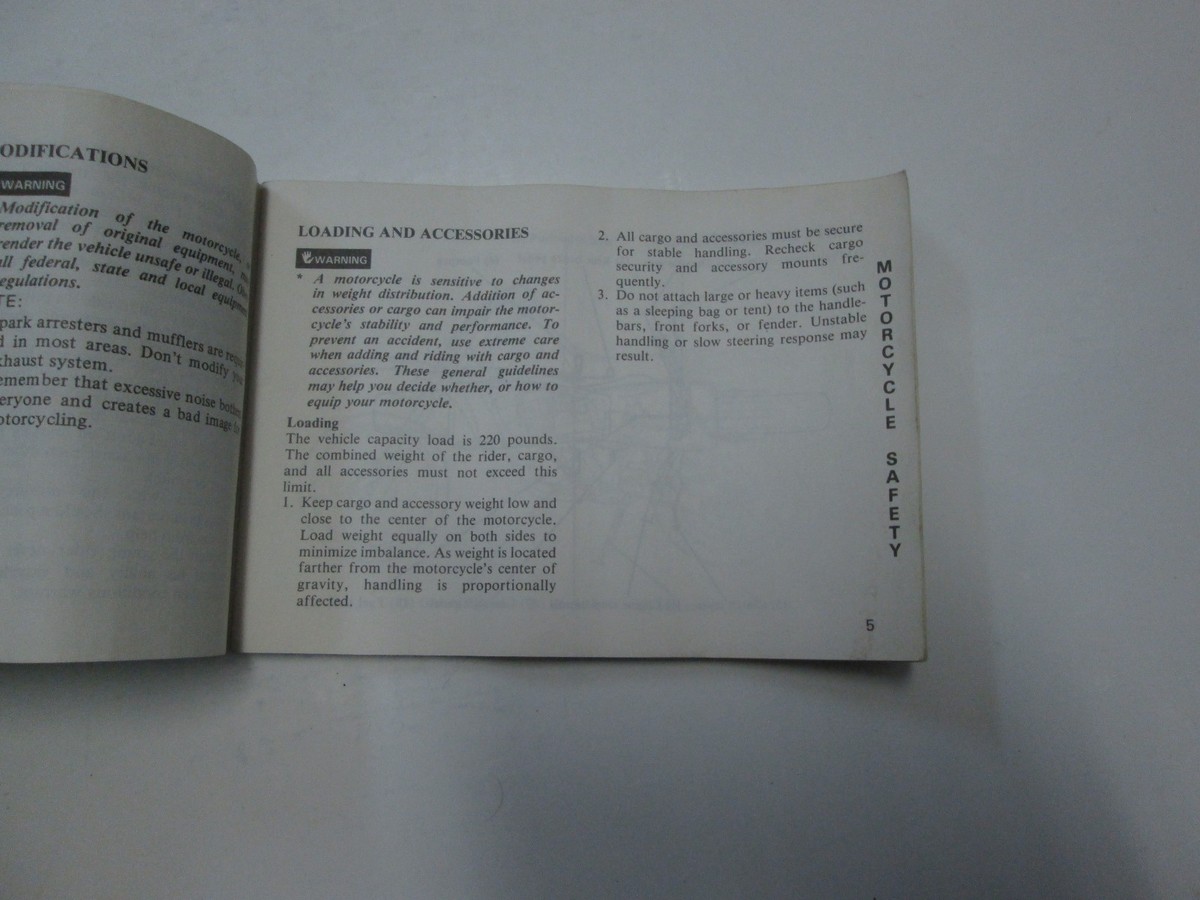 ODIFICATIONS
WARNING
Modification of the motorcycle,
removal of original equipment,
render the vehicle unsafe or illegal.
all federal, state and local
egulations.
TE:
park arresters and mufflers are
d in most areas. Don't modify
xhaust system.
emember that excessive noise
eryone and creates a bad image
otorcycling.
LOADING AND ACCESSORIES
WARNING
* A motorcycle is sensitive to changes
in weight distribution. Addition of ac-
cessories or cargo can impair the motor-
cycle's stability and performance. To
prevent an accident, use extreme care
when adding and riding with cargo and
accessories. These general guidelines
may help you decide whether, or how to
equip your motorcycle.
Loading
The vehicle capacity load is 220 pounds.
The combined weight of the rider, cargo,
and all accessories must not exceed this
limit.
1. Keep cargo and accessory weight low and
close to the center of the motorcycle.
Load weight equally on both sides to
minimize imbalance. As weight is located
farther from the motorcycle's center of
gravity, handling is proportionally
affected.
2. All cargo and accessories must be secure
for stable handling. Recheck cargo
security and accessory mounts fre-
quently.
3. Do not attach large or heavy items (such
as a sleeping bag or tent) to the handle-
bars, front forks, or fender. Unstable
handling or slow steering response may
result.
MOTORCYCLE SAFETY
5